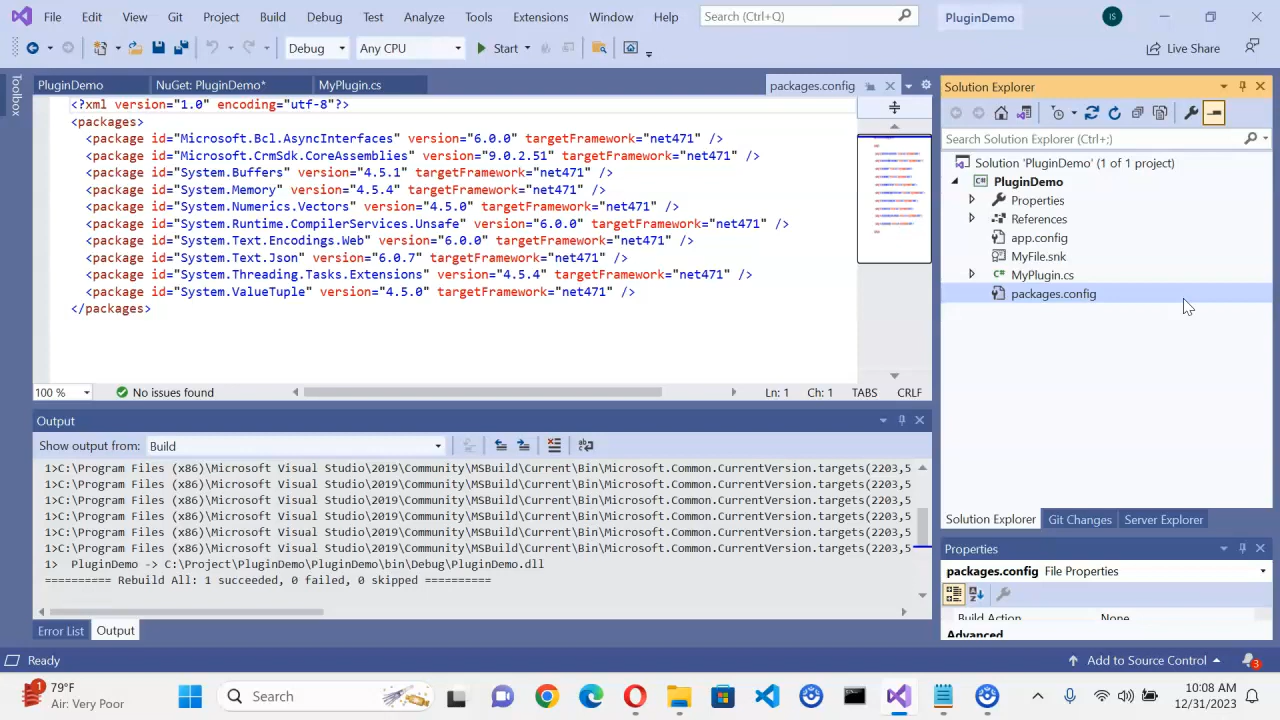 File Edit View Git Project Build Debug Test Analyze Tools Extensions Window Help Search (Ctrl+Q) PluginDemo IS
Debug Any CPU Start Live Share
Toolbox
PluginDemo NuGet: PluginDemo* MyPlugin.cs packages.config
<?xml version="1.0" encoding="utf-8"?>
<packages>
<package id="Microsoft.Bcl.AsyncInterfaces" version="6.0.0" targetFramework="net471" />
<package id="Microsoft.CrmSdk.CoreAssemblies" version="9.0.2.51" targetFramework="net471" />
<package id="System.Buffers" version="4.5.1" targetFramework="net471" />
<package id="System.Memory" version="4.5.4" targetFramework="net471" />
<package id="System.Numerics.Vectors" version="4.5.0" targetFramework="net471" />
<package id="System.Runtime.CompilerServices.Unsafe" version="6.0.0" targetFramework="net471" />
<package id="System.Text.Encodings.Web" version="6.0.0" targetFramework="net471" />
<package id="System.Text.Json" version="6.0.7" targetFramework="net471" />
<package id="System.Threading.Tasks.Extensions" version="4.5.4" targetFramework="net471" />
<package id="System.ValueTuple" version="4.5.0" targetFramework="net471" />
</packages>
100 % No issues found Ln: 1 Ch: 1 TABS CRLF
Output
Show output from: Build
1>C:\Program Files (x86)\Microsoft Visual Studio\2019\Community\MSBuild\Current\Bin\Microsoft.Common.CurrentVersion.targets(2203,5
1>C:\Program Files (x86)\Microsoft Visual Studio\2019\Community\MSBuild\Current\Bin\Microsoft.Common.CurrentVersion.targets(2203,5
1>C:\Program Files (x86)\Microsoft Visual Studio\2019\Community\MSBuild\Current\Bin\Microsoft.Common.CurrentVersion.targets(2203,5
1>C:\Program Files (x86)\Microsoft Visual Studio\2019\Community\MSBuild\Current\Bin\Microsoft.Common.CurrentVersion.targets(2203,5
1>C:\Program Files (x86)\Microsoft Visual Studio\2019\Community\MSBuild\Current\Bin\Microsoft.Common.CurrentVersion.targets(2203,5
1>C:\Program Files (x86)\Microsoft Visual Studio\2019\Community\MSBuild\Current\Bin\Microsoft.Common.CurrentVersion.targets(2203,5
1> PluginDemo -> C:\Project\PluginDemo\PluginDemo\bin\Debug\PluginDemo.dll
========== Rebuild All: 1 succeeded, 0 failed, 0 skipped ==========
Error List Output
Solution Explorer
Search Solution Explorer (Ctrl+;)
Solution 'PluginDemo' (1 of 1 project)
PluginDemo
Properties
References
app.config
MyFile.snk
MyPlugin.cs
packages.config
Solution Explorer Git Changes Server Explorer
Properties
packages.config File Properties
Build Action None
Advanced
Ready Add to Source Control 3
1 79°F
Air: Very Poor
Search
10:08 AM
12/31/2023